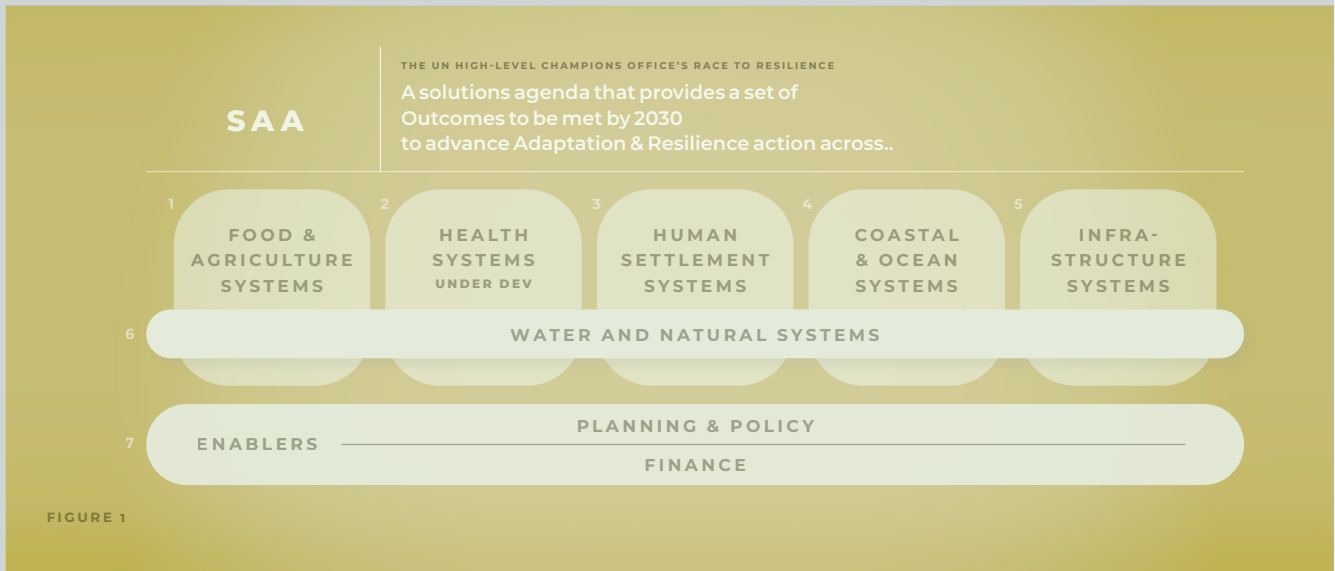 THE UN HIGH-LEVEL CHAMPIONS OFFICE'S RACE TO RESILIENCE
SAA
A solutions agenda that provides a set of
Outcomes to be met by 2030
to advance Adaptation & Resilience action across..
1
FOOD &
AGRICULTURE
SYSTEMS
2
HEALTH
SYSTEMS
UNDER DEV
3
HUMAN
SETTLEMENT
SYSTEMS
4
COASTAL
& OCEAN
SYSTEMS
5
INFRA-
STRUCTURE
SYSTEMS
6
WATER AND NATURAL SYSTEMS
7
ENABLERS
PLANNING & POLICY
FINANCE
FIGURE 1